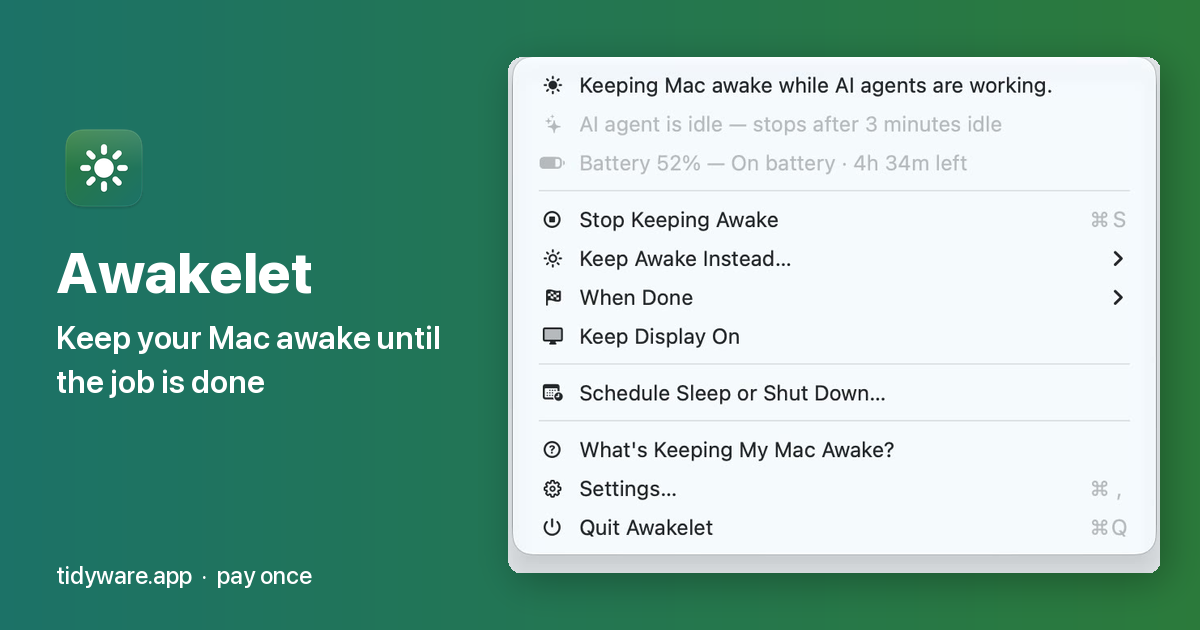 Awakelet
Keep your Mac awake until
the job is done
tidyware.app · pay once
Keeping Mac awake while AI agents are working.
AI agent is idle — stops after 3 minutes idle
Battery 52% — On battery · 4h 34m left
Stop Keeping Awake ⌘ S
Keep Awake Instead...
When Done
Keep Display On
Schedule Sleep or Shut Down...
What's Keeping My Mac Awake?
Settings... ⌘ ,
Quit Awakelet ⌘Q